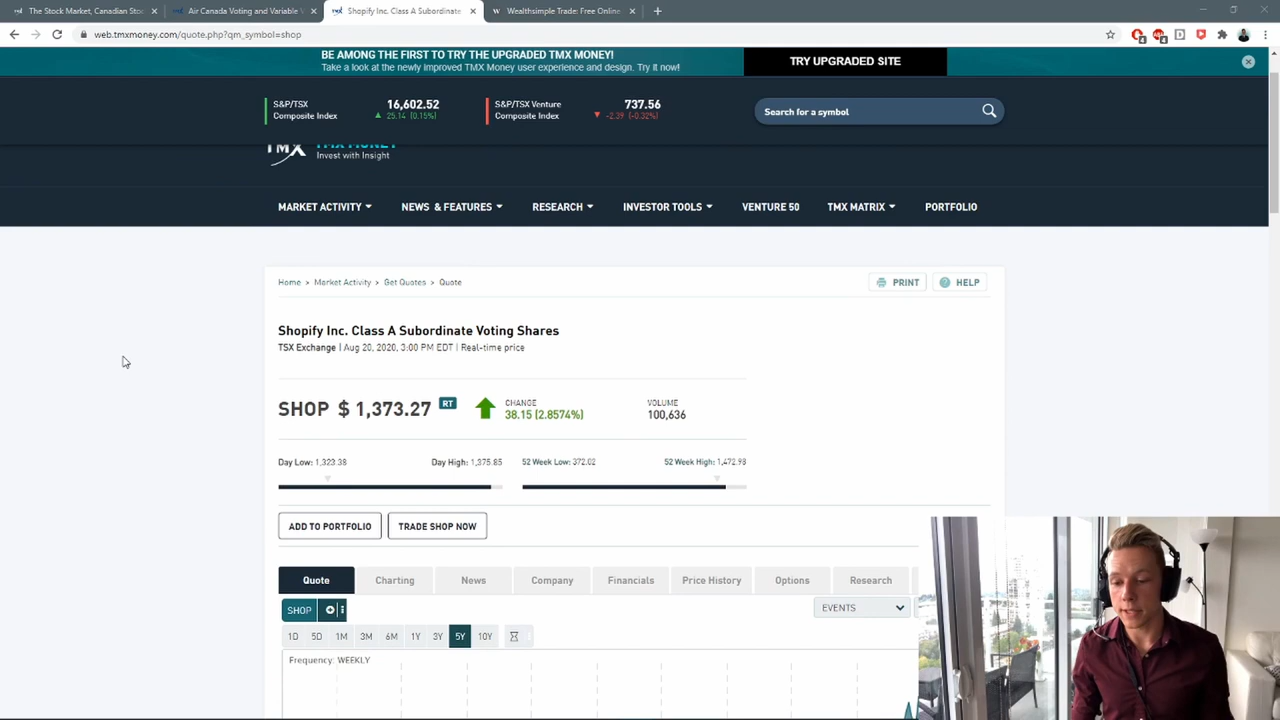 The Stock Market, Canadian Stoc
Air Canada Voting and Variable V
Shopify Inc. Class A Subordinate
Wealthsimple Trade: Free Online
web.tmxmoney.com/quote.php?qm_symbol=shop
BE AMONG THE FIRST TO TRY THE UPGRADED TMX MONEY!
Take a look at the newly improved TMX Money user experience and design. Try it now!
TRY UPGRADED SITE
S&P/TSX
Composite Index
16,602.52
25.14 (0.15%)
S&P/TSX Venture
Composite Index
737.56
-2.39 (-0.32%)
Search for a symbol
TMX TMX MONEY
Invest with Insight
MARKET ACTIVITY NEWS & FEATURES RESEARCH INVESTOR TOOLS VENTURE 50 TMX MATRIX PORTFOLIO
Home > Market Activity > Get Quotes > Quote
PRINT
HELP
Shopify Inc. Class A Subordinate Voting Shares
TSX Exchange | Aug 20, 2020, 3:00 PM EDT | Real-time price
SHOP $ 1,373.27 RT
CHANGE
38.15 (2.8574%)
VOLUME
100,636
Day Low: 1,323.38 Day High: 1,375.85 52 Week Low: 372.02 52 Week High: 1,472.98
ADD TO PORTFOLIO TRADE SHOP NOW
Quote Charting News Company Financials Price History Options Research
SHOP
EVENTS
1D 5D 1M 3M 6M 1Y 3Y 5Y 10Y
Frequency: WEEKLY